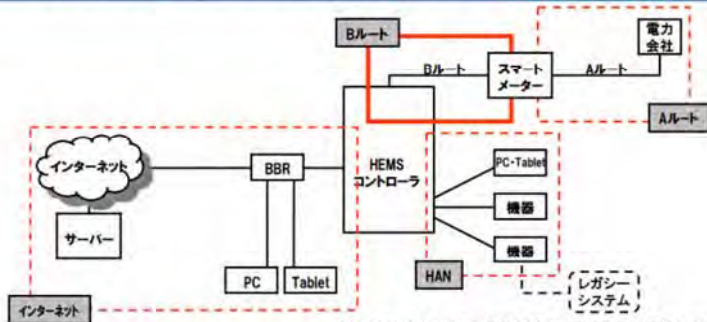 Bルート
電力
会社
Bルート
スマート
メーター
Aルート
Aルート
インターネット
BBR
HEMS
コントローラ
PC・Tablet
機器
サーバー
機器
PC
Tablet
HAN
レガシー
システム
インターネット